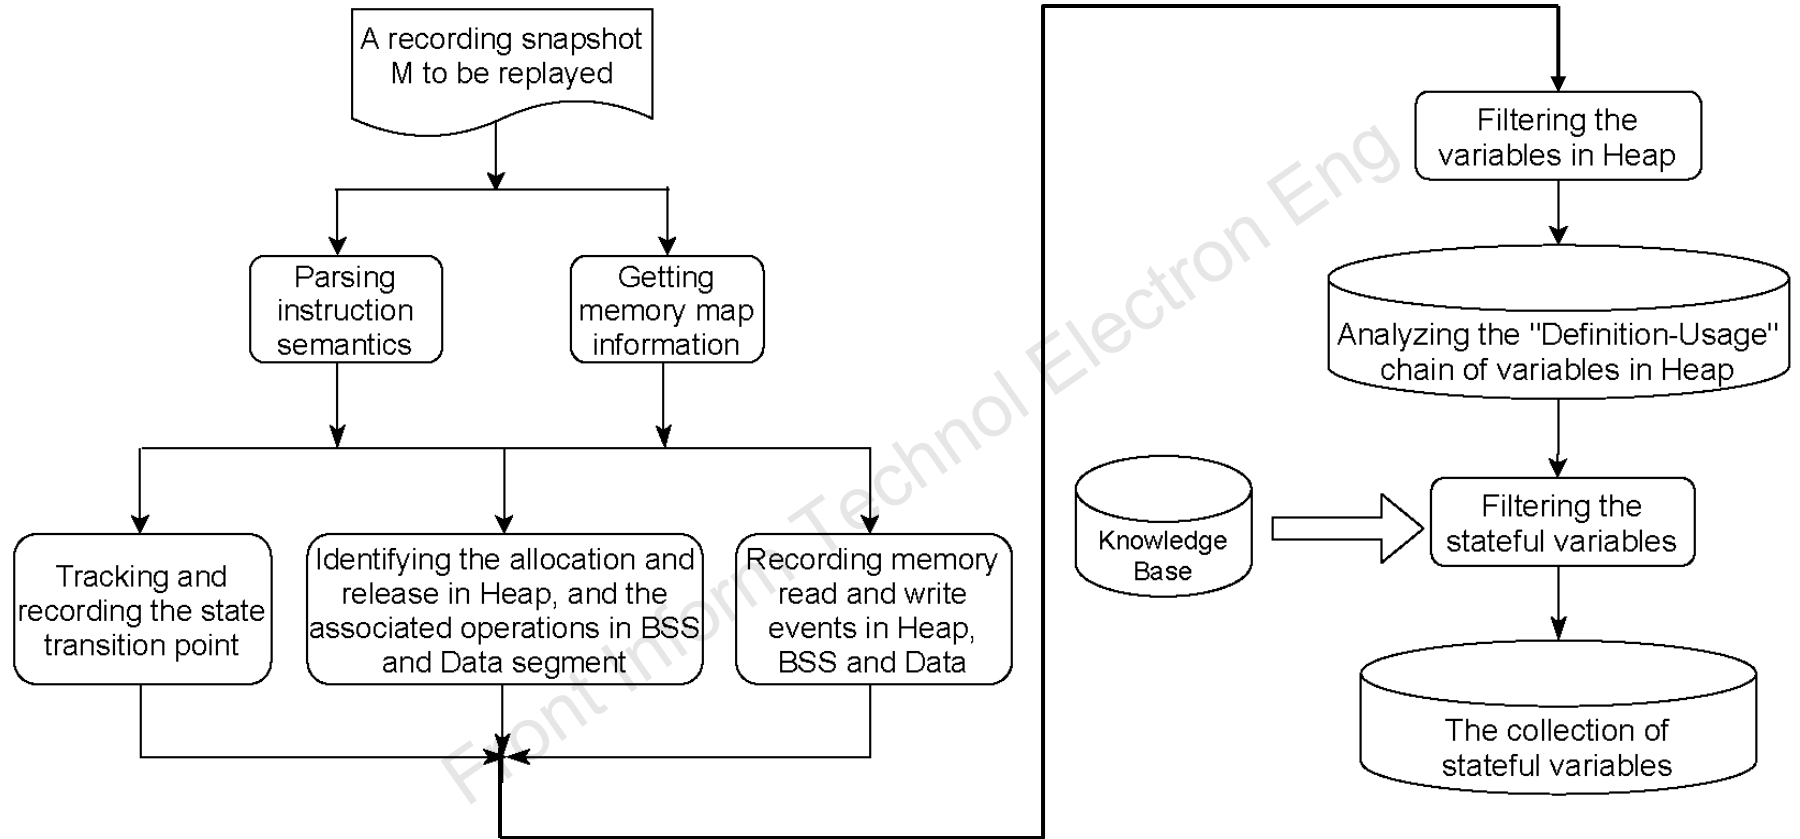 A recording snapshot
M to be replayed
Parsing
instruction
semantics
Getting
memory map
information
Tracking and
recording the state
transition point
Identifying the allocation and
release in Heap, and the
associated operations in BSS
and Data segment
Recording memory
read and write
events in Heap,
BSS and Data
Filtering the
variables in Heap
Analyzing the "Definition-Usage"
chain of variables in Heap
Knowledge
Base
Filtering the
stateful variables
The collection of
stateful variables
Front Inform Technol Electron Eng